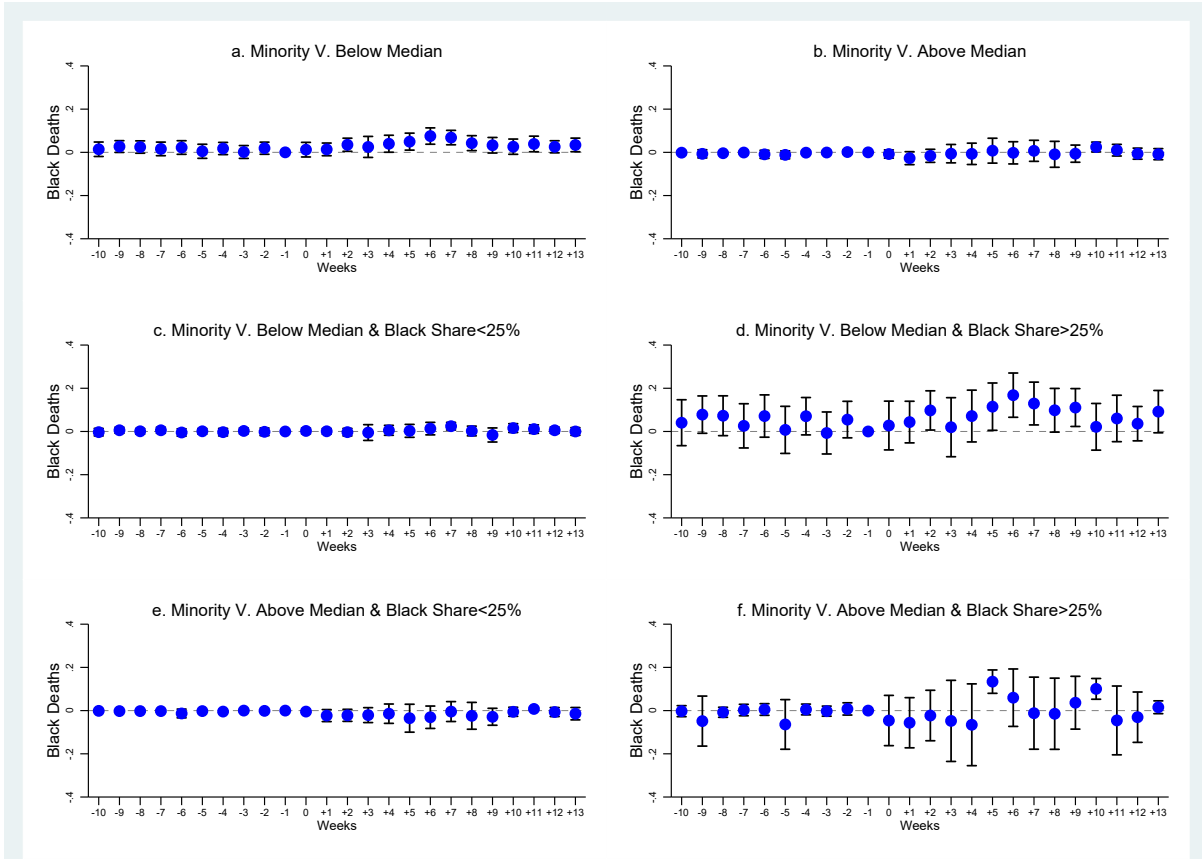 a. Minority V. Below Median
Black Deaths
.4
.2
0
-.2
-.4
-10 -9 -8 -7 -6 -5 -4 -3 -2 -1 0 +1 +2 +3 +4 +5 +6 +7 +8 +9 +10 +11 +12 +13
Weeks
b. Minority V. Above Median
Black Deaths
.4
.2
0
-.2
-.4
-10 -9 -8 -7 -6 -5 -4 -3 -2 -1 0 +1 +2 +3 +4 +5 +6 +7 +8 +9 +10 +11 +12 +13
Weeks
c. Minority V. Below Median & Black Share<25%
Black Deaths
.4
.2
0
-.2
-.4
-10 -9 -8 -7 -6 -5 -4 -3 -2 -1 0 +1 +2 +3 +4 +5 +6 +7 +8 +9 +10 +11 +12 +13
Weeks
d. Minority V. Below Median & Black Share>25%
Black Deaths
.4
.2
0
-.2
-.4
-10 -9 -8 -7 -6 -5 -4 -3 -2 -1 0 +1 +2 +3 +4 +5 +6 +7 +8 +9 +10 +11 +12 +13
Weeks
e. Minority V. Above Median & Black Share<25%
Black Deaths
.4
.2
0
-.2
-.4
-10 -9 -8 -7 -6 -5 -4 -3 -2 -1 0 +1 +2 +3 +4 +5 +6 +7 +8 +9 +10 +11 +12 +13
Weeks
f. Minority V. Above Median & Black Share>25%
Black Deaths
.4
.2
0
-.2
-.4
-10 -9 -8 -7 -6 -5 -4 -3 -2 -1 0 +1 +2 +3 +4 +5 +6 +7 +8 +9 +10 +11 +12 +13
Weeks